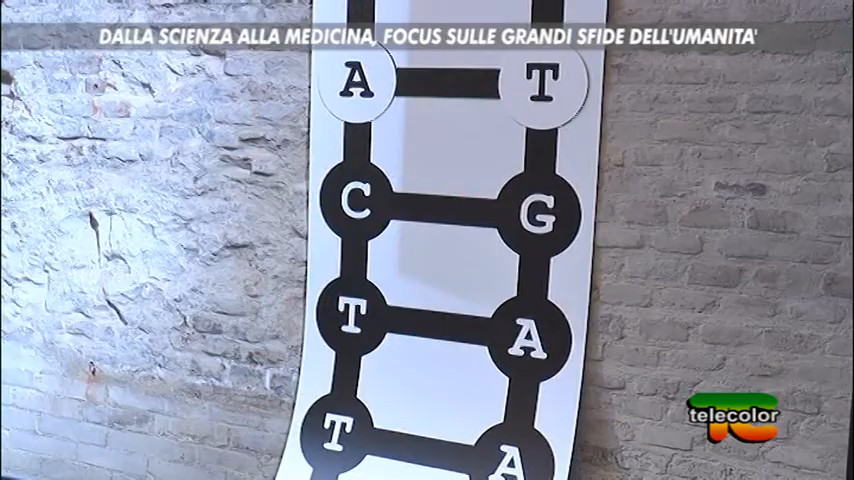 DALLA SCIENZA ALLA MEDICINA, FOCUS SULLE GRANDI SFIDE DELL'UMANITA'
A T
C G
T A
T A
telecolor